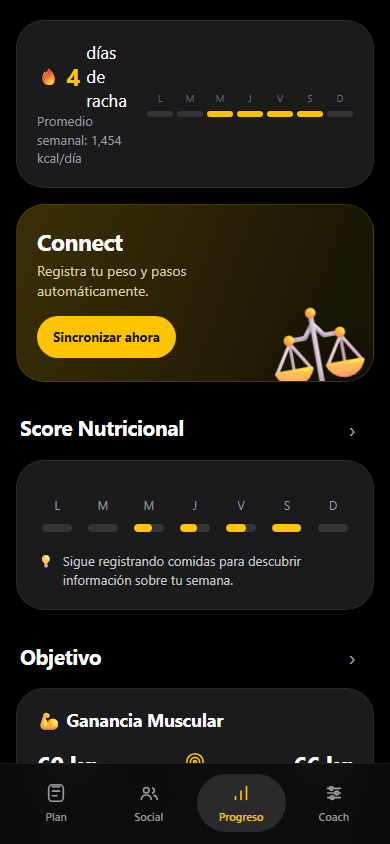 4 días
de
racha
Promedio
semanal: 1,454
kcal/día
L M M J V S D
Connect
Registra tu peso y pasos
automáticamente.
Sincronizar ahora
Score Nutricional
L M M J V S D
Sigue registrando comidas para descubrir
información sobre tu semana.
Objetivo
Ganancia Muscular
Plan Social Progreso Coach